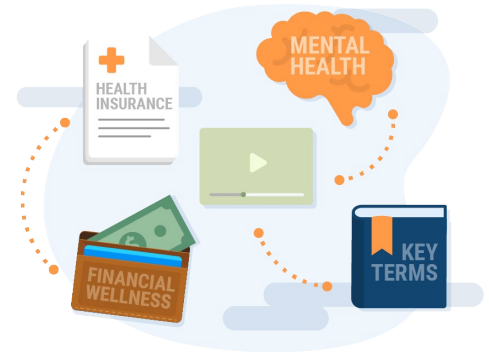 HEALTH
INSURANCE
MENTAL
HEALTH
FINANCIAL
WELLNESS
KEY
TERMS